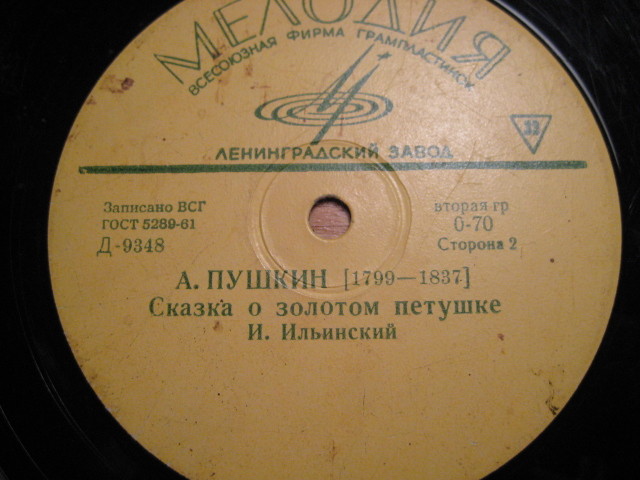 МЕЛОДИЯ
ВСЕСОЮЗНАЯ ФИРМА ГРАМПЛАСТИНОК
33
ЛЕНИНГРАДСКИЙ ЗАВОД
Записано ВСГ
ГОСТ 5289-61
Д-9348
вторая гр
0-70
Сторона 2
А. ПУШКИН [1799—1837]
Сказка о золотом петушке
И. Ильинский